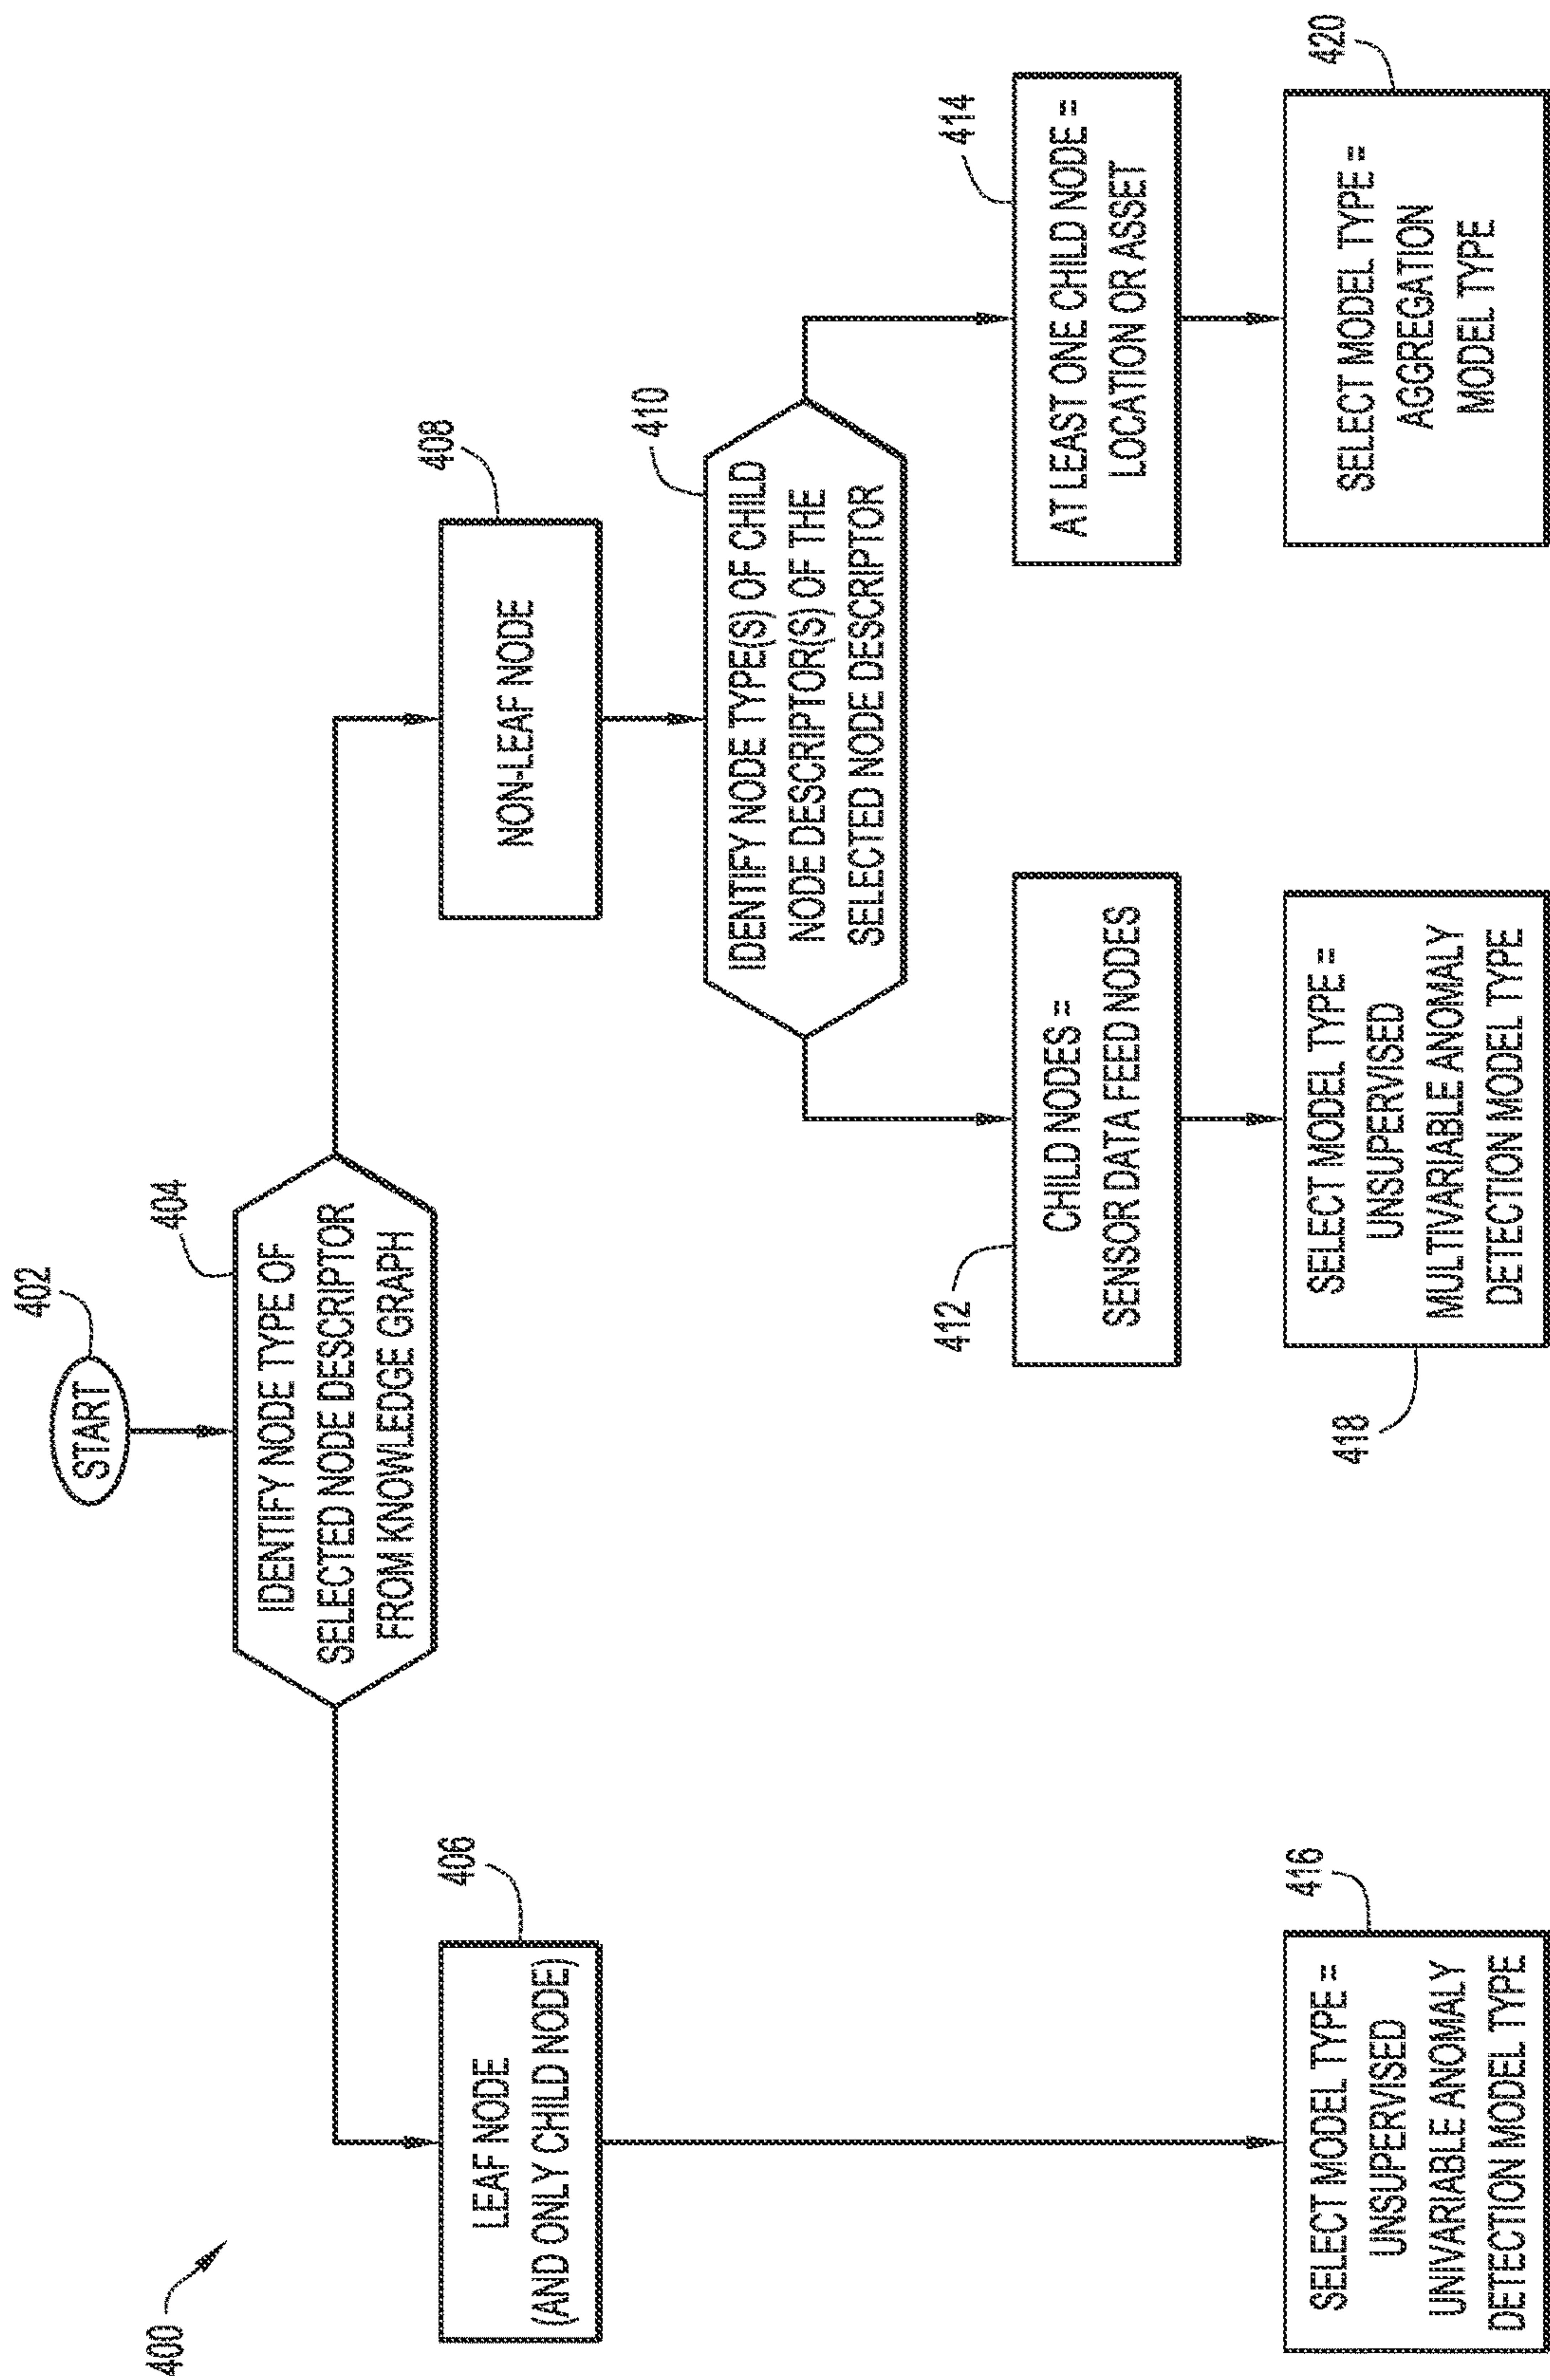 400
402
START
404
IDENTIFY NODE TYPE OF
SELECTED NODE DESCRIPTOR
FROM KNOWLEDGE GRAPH
406
LEAF NODE
(AND ONLY CHILD NODE)
408
NON-LEAF NODE
410
IDENTIFY NODE TYPE(S) OF CHILD
NODE DESCRIPTOR(S) OF THE
SELECTED NODE DESCRIPTOR
412
CHILD NODES =
SENSOR DATA FEED NODES
414
AT LEAST ONE CHILD NODE =
LOCATION OR ASSET
416
SELECT MODEL TYPE =
UNSUPERVISED
UNIVARIABLE ANOMALY
DETECTION MODEL TYPE
418
SELECT MODEL TYPE =
UNSUPERVISED
MULTIVARIABLE ANOMALY
DETECTION MODEL TYPE
420
SELECT MODEL TYPE =
AGGREGATION
MODEL TYPE